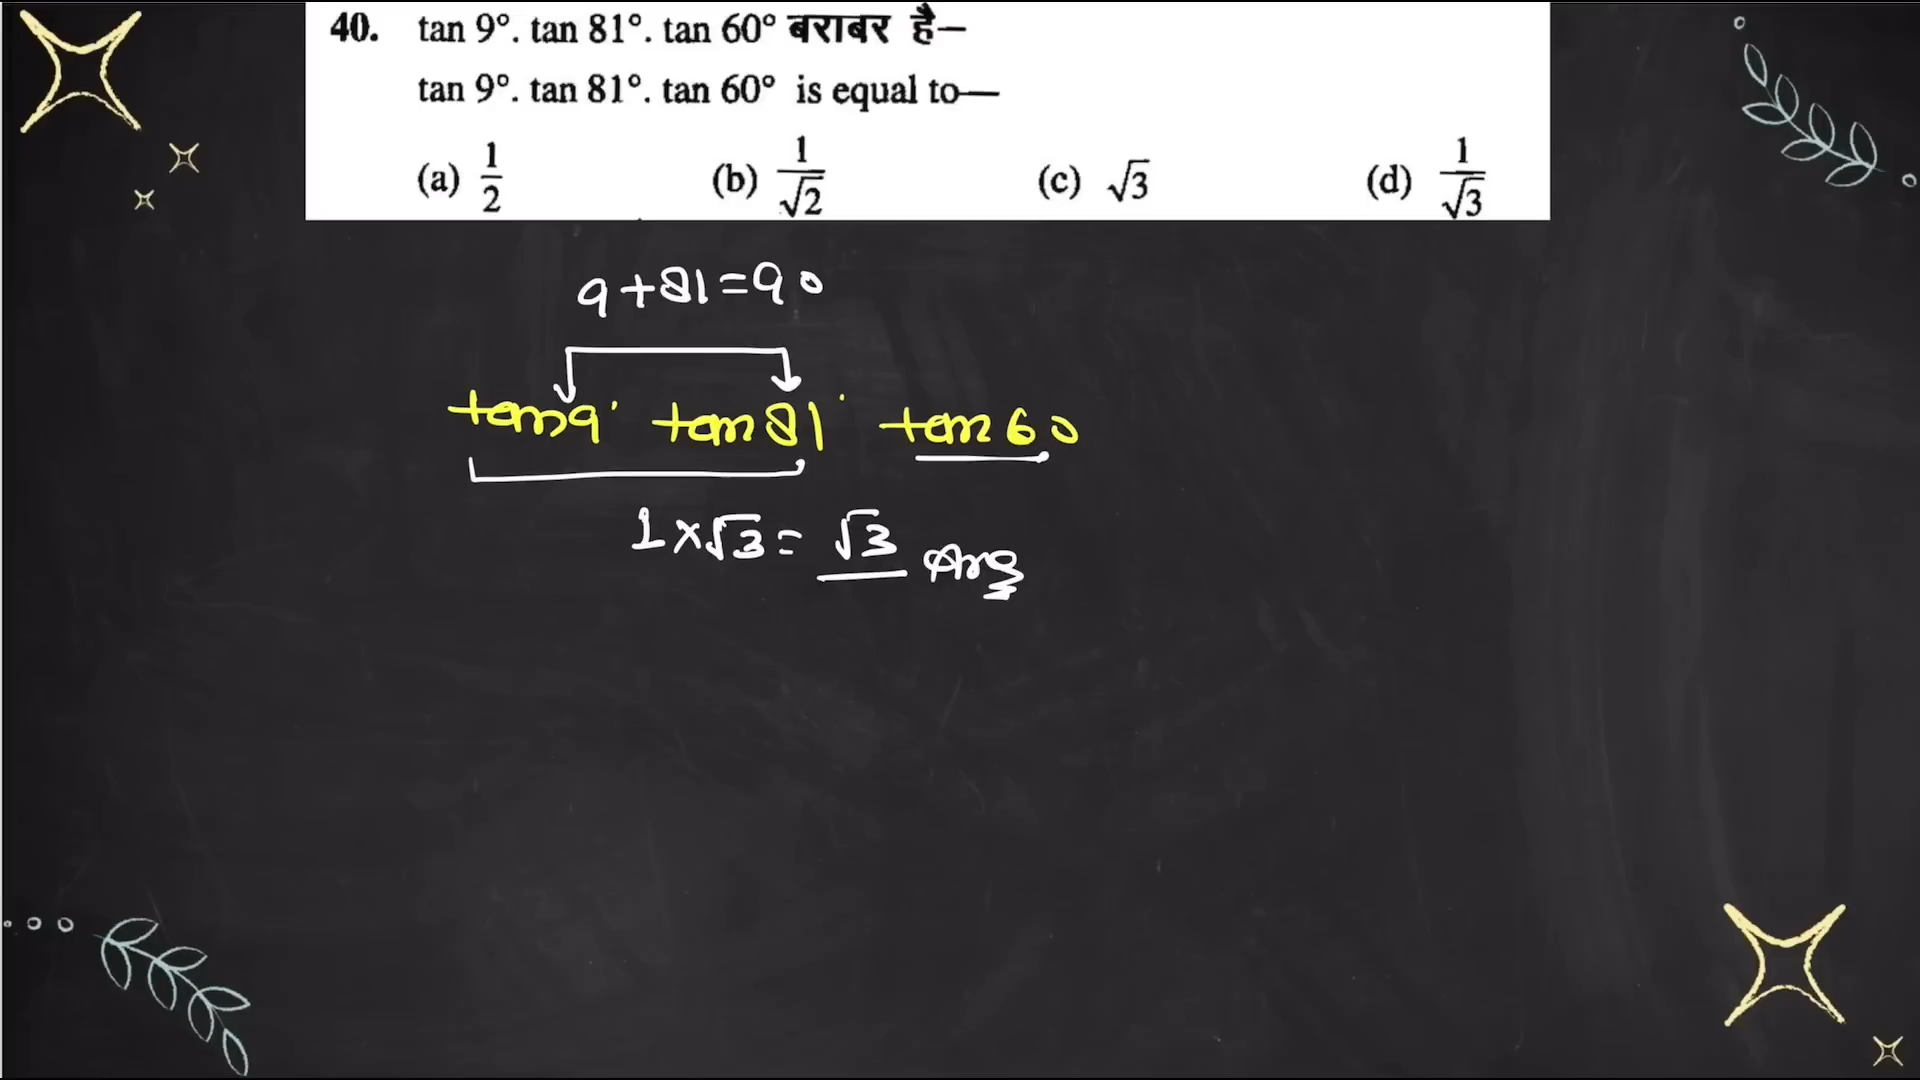 40. tan 9°. tan 81°. tan 60° बराबर है—
tan 9°. tan 81°. tan 60° is equal to—
(a) 1/2 (b) 1/√2 (c) √3 (d) 1/√3
9+81=90
tan9° tan81° tan60
1×√3=√3 Ans